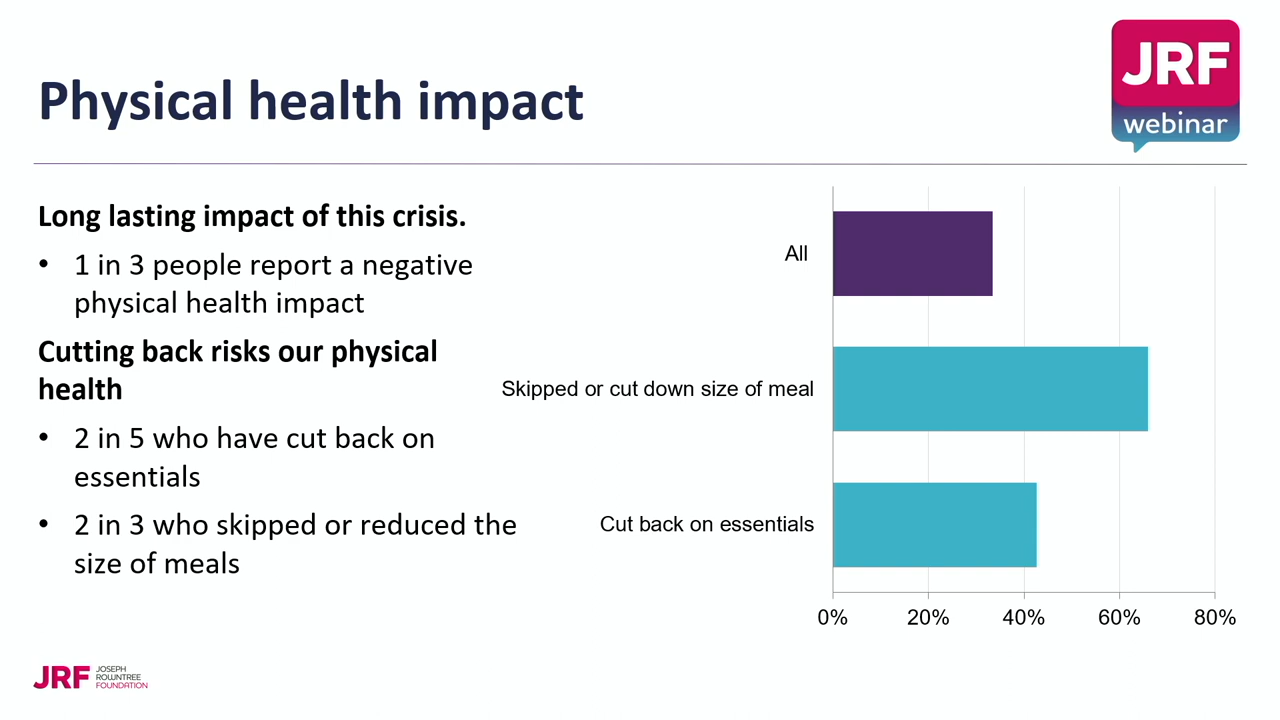 Physical health impact
JRF
webinar
Long lasting impact of this crisis.
• 1 in 3 people report a negative
physical health impact
Cutting back risks our physical
health
• 2 in 5 who have cut back on
essentials
• 2 in 3 who skipped or reduced the
size of meals
All
Skipped or cut down size of meal
Cut back on essentials
0% 20% 40% 60% 80%
JRF
JOSEPH
ROWNTREE
FOUNDATION